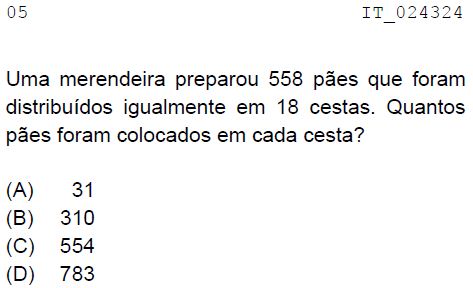 05 IT_024324
Uma merendeira preparou 558 pães que foram
distribuídos igualmente em 18 cestas. Quantos
pães foram colocados em cada cesta?
(A) 31
(B) 310
(C) 554
(D) 783